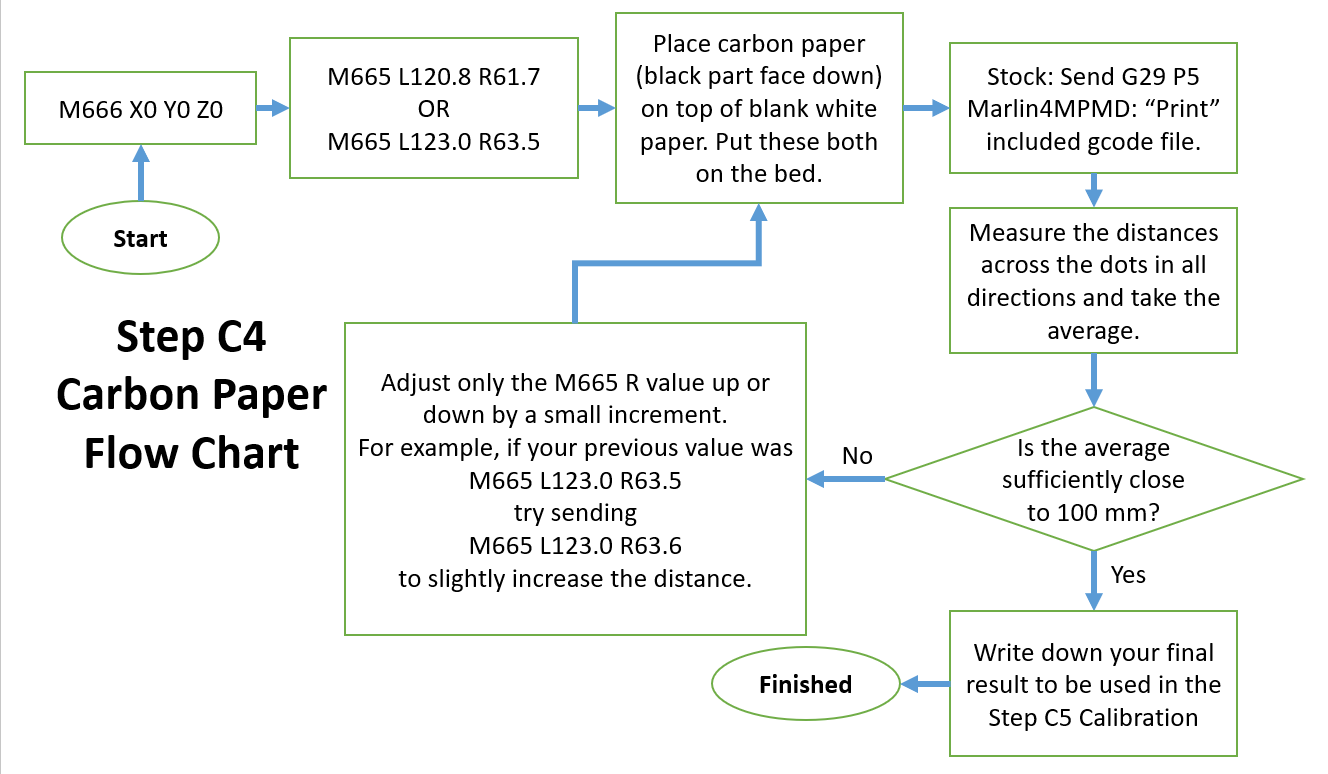 M666 X0 Y0 Z0
M665 L120.8 R61.7
OR
M665 L123.0 R63.5
Place carbon paper
(black part face down)
on top of blank white
paper. Put these both
on the bed.
Stock: Send G29 P5
Marlin4MPMD: “Print”
included gcode file.
Start
Measure the distances
across the dots in all
directions and take the
average.
Step C4
Carbon Paper
Flow Chart
Adjust only the M665 R value up or
down by a small increment.
For example, if your previous value was
M665 L123.0 R63.5
try sending
M665 L123.0 R63.6
to slightly increase the distance.
No
Is the average
sufficiently close
to 100 mm?
Yes
Write down your final
result to be used in the
Step C5 Calibration
Finished